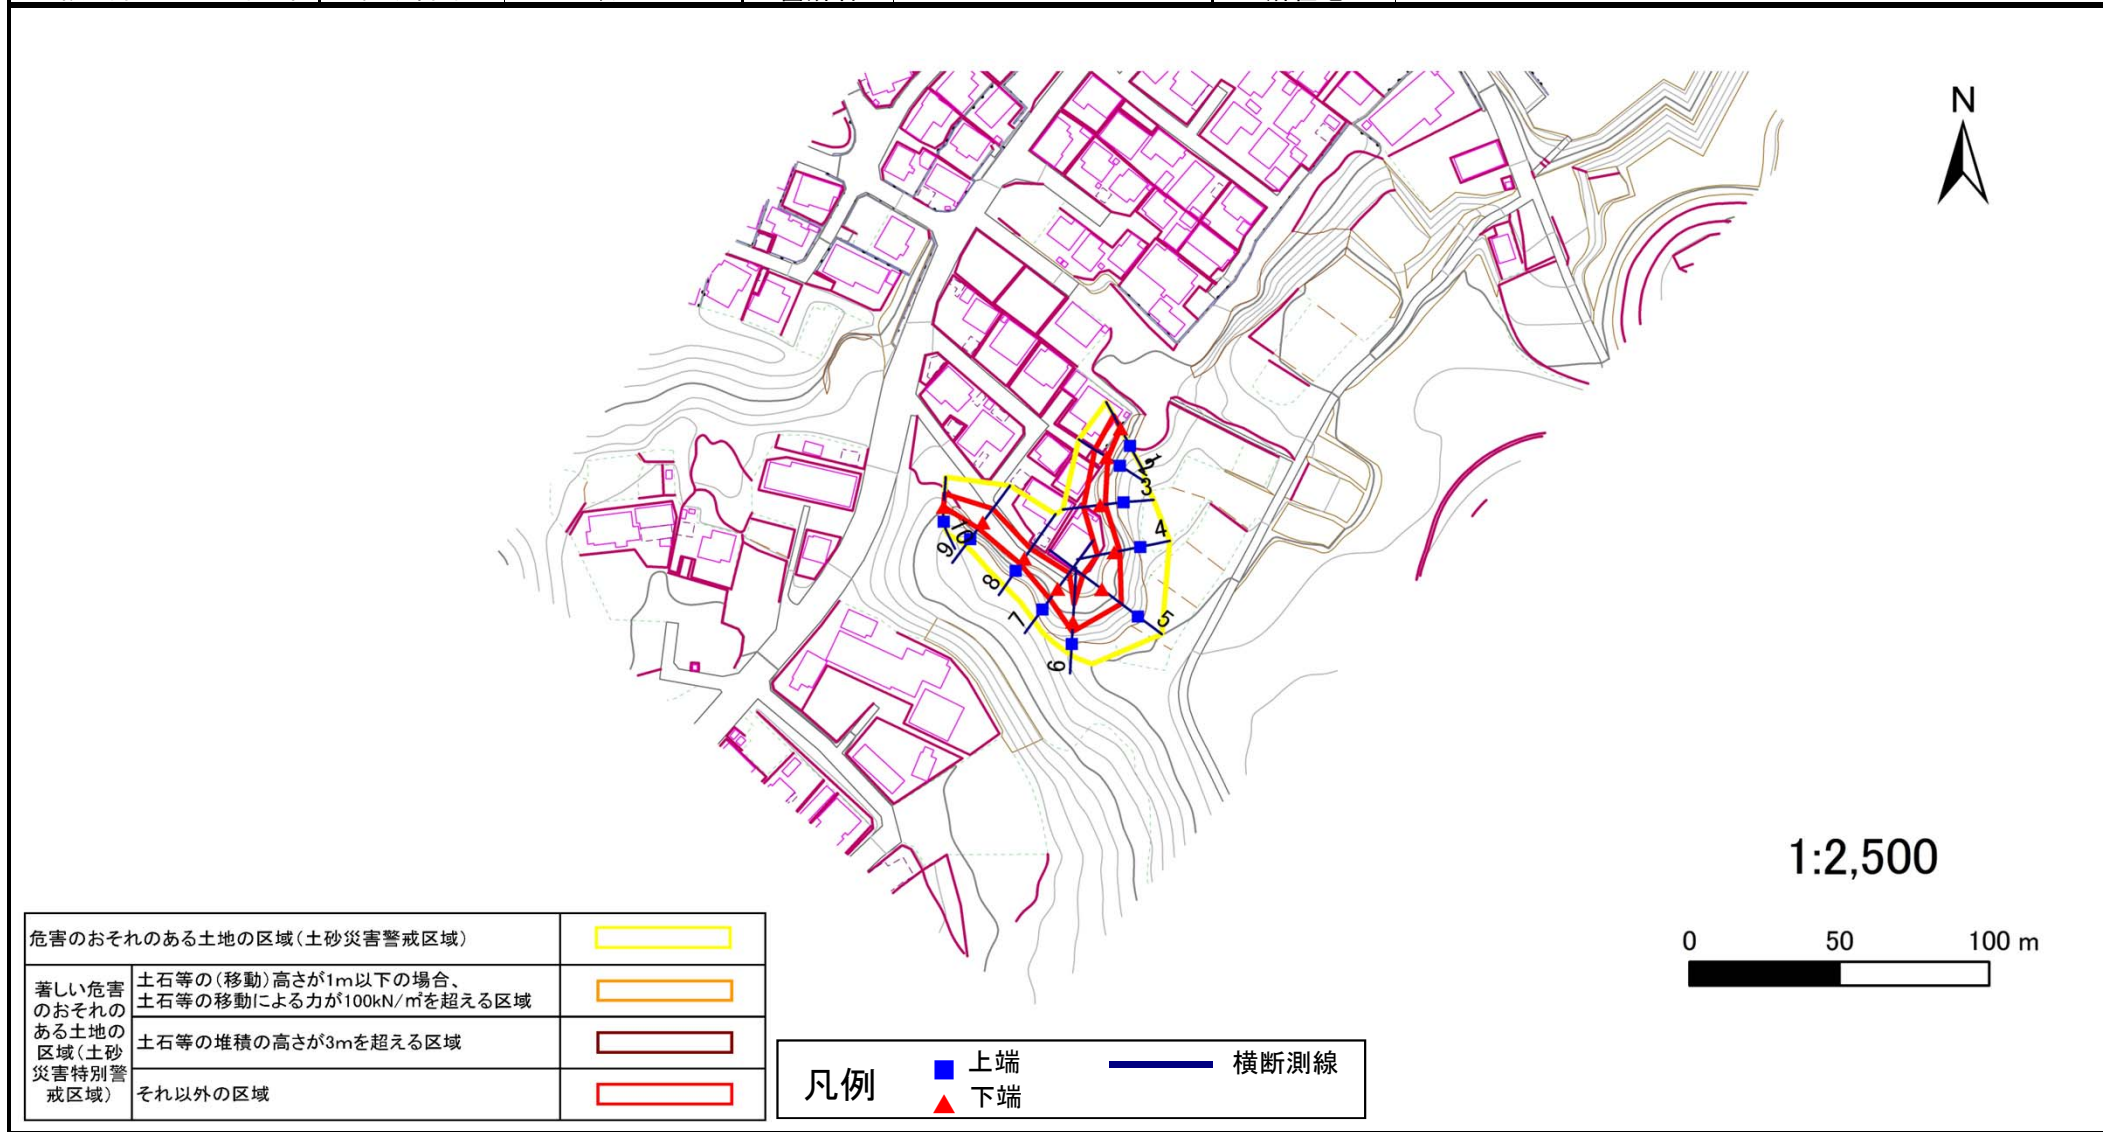 N
1
2
3
4
5
6
7
8
9
10
1:2,500
0 50 100 m
危害のおそれのある土地の区域(土砂災害警戒区域)
著しい危害
のおそれの
ある土地の
区域(土砂
災害特別警
戒区域)
土石等の(移動)高さが1m以下の場合、
土石等の移動による力が100kN/㎡を超える区域
土石等の堆積の高さが3mを超える区域
それ以外の区域
凡例
上端
下端
横断測線